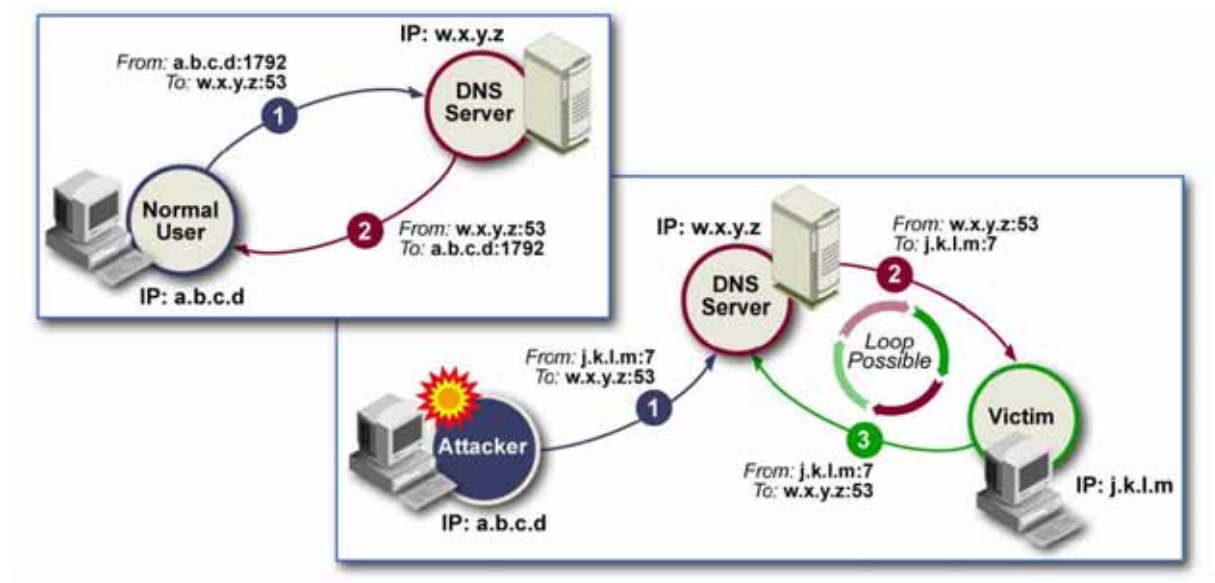 IP: w.x.y.z
From: a.b.c.d:1792
To: w.x.y.z:53
DNS
Server
1
Normal
User
2
From: w.x.y.z:53
To: a.b.c.d:1792
IP: a.b.c.d
IP: w.x.y.z
From: w.x.y.z:53
To: j.k.l.m:7
2
DNS
Server
Loop
Possible
From: j.k.l.m:7
To: w.x.y.z:53
1
Attacker
Victim
3
From: j.k.l.m:7
To: w.x.y.z:53
IP: j.k.l.m
IP: a.b.c.d